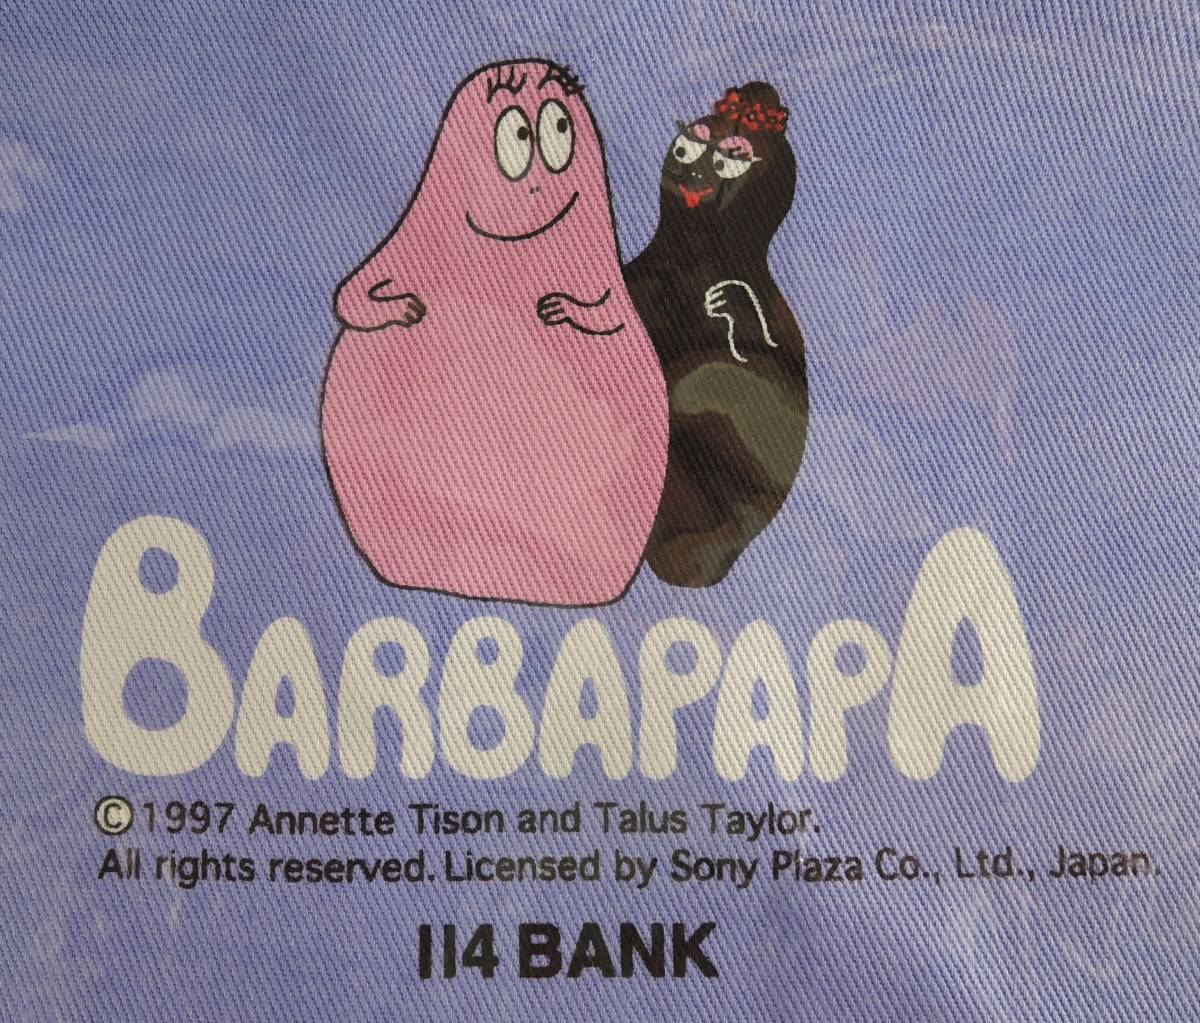 BARBAPAPA
©1997 Annette Tison and Talus Taylor.
All rights reserved. Licensed by Sony Plaza Co., Ltd., Japan.
114 BANK